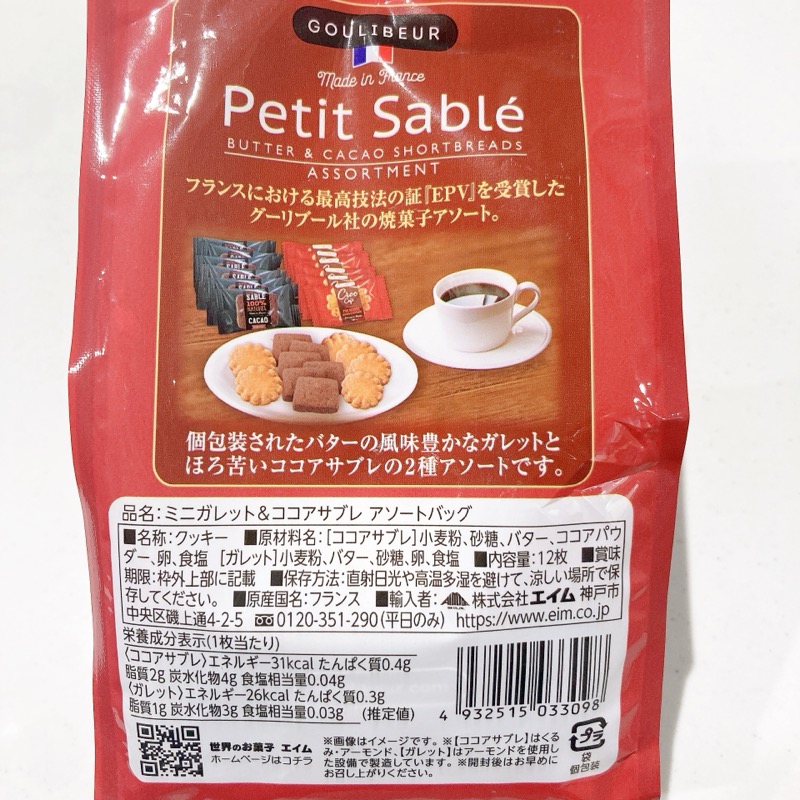 GOULIBEUR
Made in France
Petit Sablé
BUTTER & CACAO SHORTBREADS
ASSORTMENT
フランスにおける最高技法の証『EPV』を受賞した
グーリブール社の焼菓子アソート。
SABLÉ
100%
CACAO
個包装されたバターの風味豊かなガレットと
ほろ苦いココアサブレの2種アソートです。
品名:ミニガレット&ココアサブレ アソートバッグ
■名称:クッキー ■原材料名:[ココアサブレ]小麦粉、砂糖、バター、ココアパウ
ダー、卵、食塩 [ガレット]小麦粉、バター、砂糖、卵、食塩 ■内容量:12枚 ■賞味
期限:枠外上部に記載 ■保存方法:直射日光や高温多湿を避けて、涼しい場所で保
存してください。 ■原産国名:フランス ■輸入者: 株式会社エイム 神戸市
中央区磯上通4-2-5 0120-351-290(平日のみ) https://www.eim.co.jp
栄養成分表示(1枚当たり)
〈ココアサブレ〉エネルギー31kcal たんぱく質0.4g
脂質2g 炭水化物4g 食塩相当量0.04g
〈ガレット〉エネルギー26kcal たんぱく質0.3g
脂質1g 炭水化物3g 食塩相当量0.03g (推定値)
4 932515 033098
世界のお菓子 エイム
ホームページはコチラ
※画像はイメージです。※【ココアサブレ】はくる
み・アーモンド、【ガレット】はアーモンドを使用し
た設備で製造しています。※開封後はお早めに
お召し上がりください。
プラ
袋
個包装